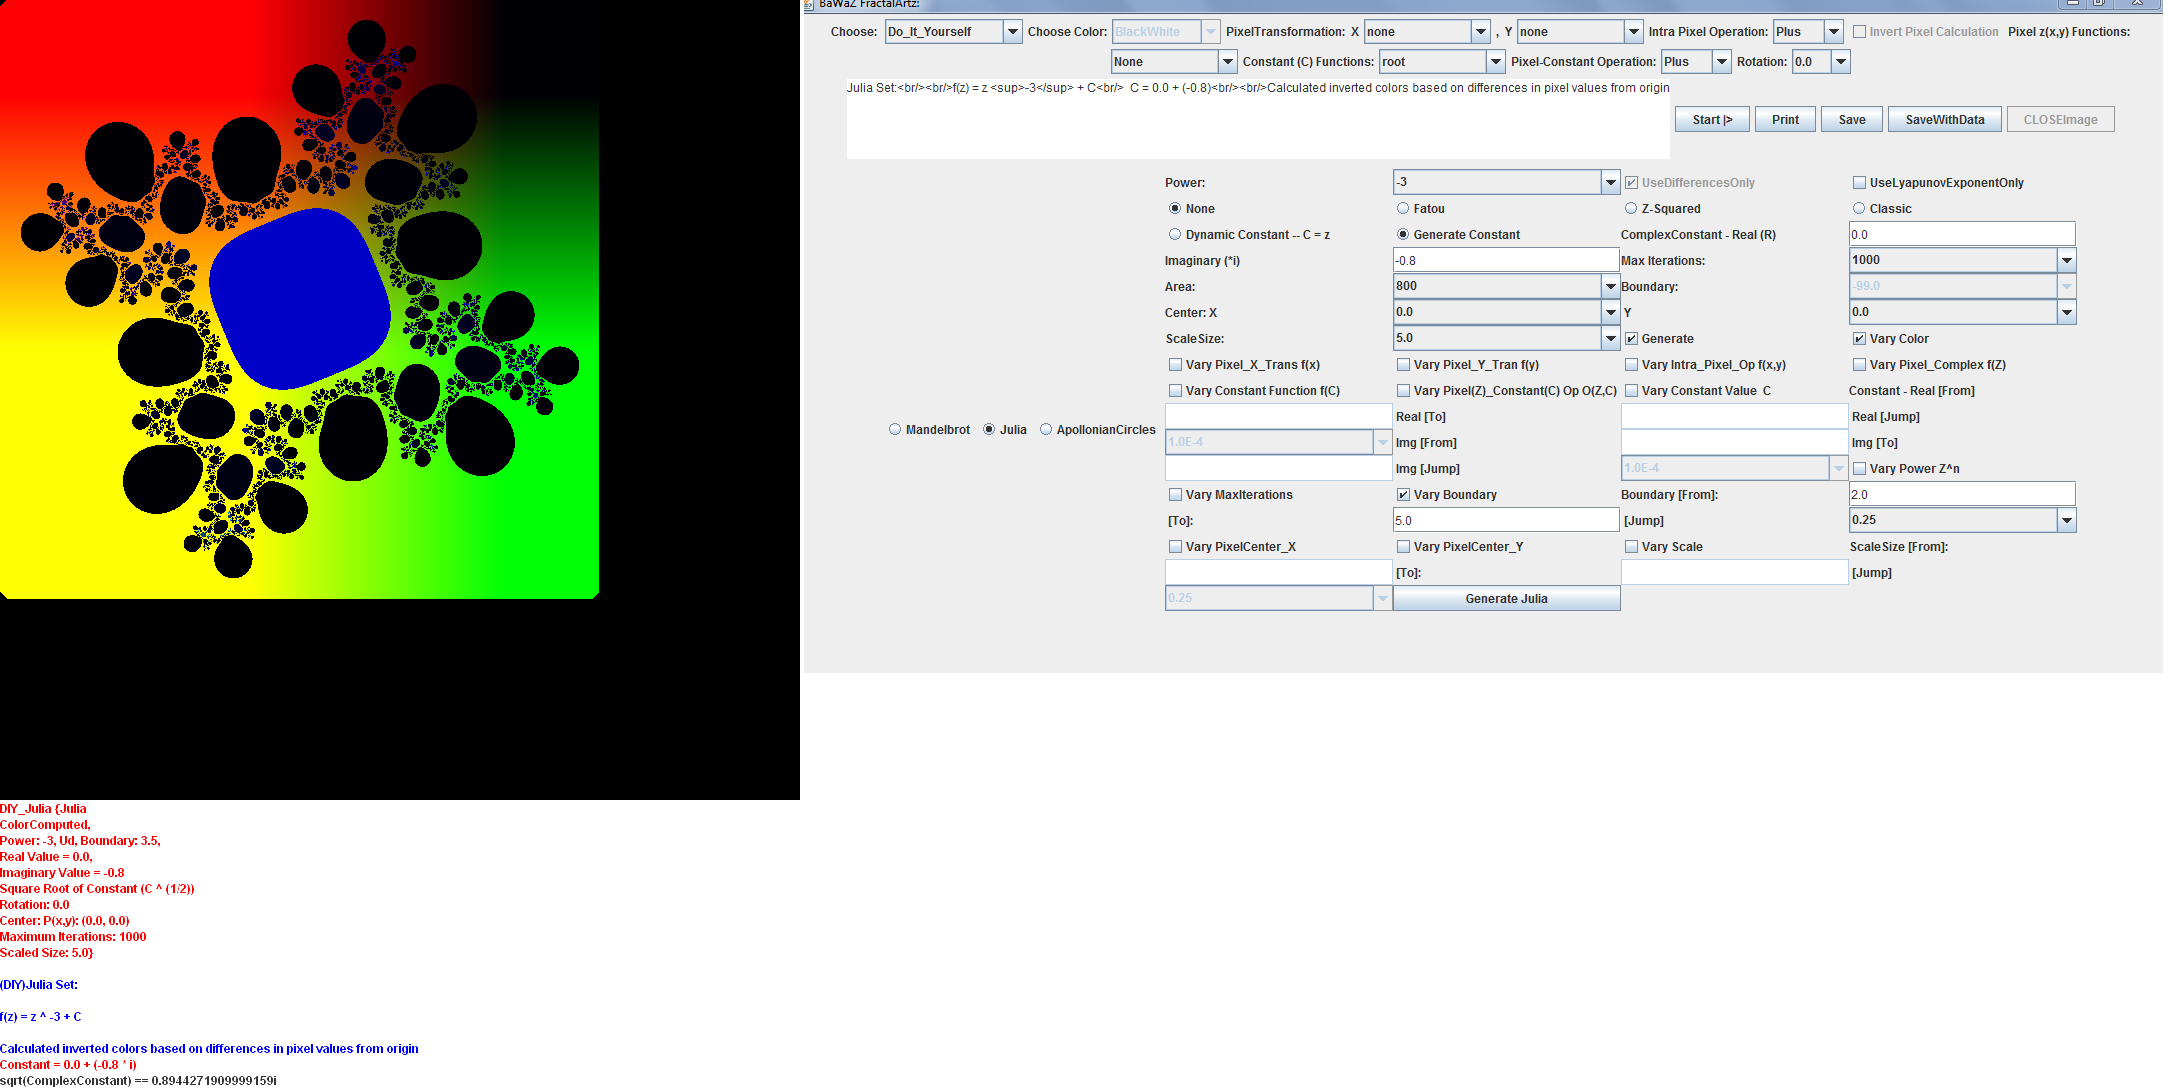 BaWaZ FractalArtz:
Choose: Do_It_Yourself Choose Color: BlackWhite PixelTransformation: X none , Y none Intra Pixel Operation: Plus Invert Pixel Calculation Pixel z(x,y) Functions:
None Constant (C) Functions: root Pixel-Constant Operation: Plus Rotation: 0.0
Julia Set:<br/><br/>f(z) = z <sup>-3</sup> + C<br/> C = 0.0 + (-0.8)<br/><br/>Calculated inverted colors based on differences in pixel values from origin
Start |> Print Save SaveWithData CLOSEImage
Power: -3 UseDifferencesOnly UseLyapunovExponentOnly
None Fatou Z-Squared Classic
Dynamic Constant -- C = z Generate Constant ComplexConstant - Real (R) 0.0
Imaginary (*i) -0.8 Max Iterations: 1000
Area: 800 Boundary: -99.0
Center: X 0.0 Y 0.0
ScaleSize: 5.0 Generate Vary Color
Vary Pixel_X_Trans f(x) Vary Pixel_Y_Tran f(y) Vary Intra_Pixel_Op f(x,y) Vary Pixel_Complex f(Z)
Vary Constant Function f(C) Vary Pixel(Z)_Constant(C) Op O(Z,C) Vary Constant Value C Constant - Real [From]
Real [To] Real [Jump]
Mandelbrot Julia ApollonianCircles
1.0E-4 Img [From] Img [To]
Img [Jump] 1.0E-4 Vary Power Z^n
Vary MaxIterations Vary Boundary Boundary [From]: 2.0
[To]: 5.0 [Jump] 0.25
Vary PixelCenter_X Vary PixelCenter_Y Vary Scale ScaleSize [From]:
[To]: [Jump]
0.25 Generate Julia
DIY_Julia {Julia
ColorComputed,
Power: -3, Ud, Boundary: 3.5,
Real Value = 0.0,
Imaginary Value = -0.8
Square Root of Constant (C ^ (1/2))
Rotation: 0.0
Center: P(x,y): (0.0, 0.0)
Maximum Iterations: 1000
Scaled Size: 5.0}
(DIY)Julia Set:
f(z) = z ^ -3 + C
Calculated inverted colors based on differences in pixel values from origin
Constant = 0.0 + (-0.8 * i)
sqrt(ComplexConstant) == 0.8944271909999159i